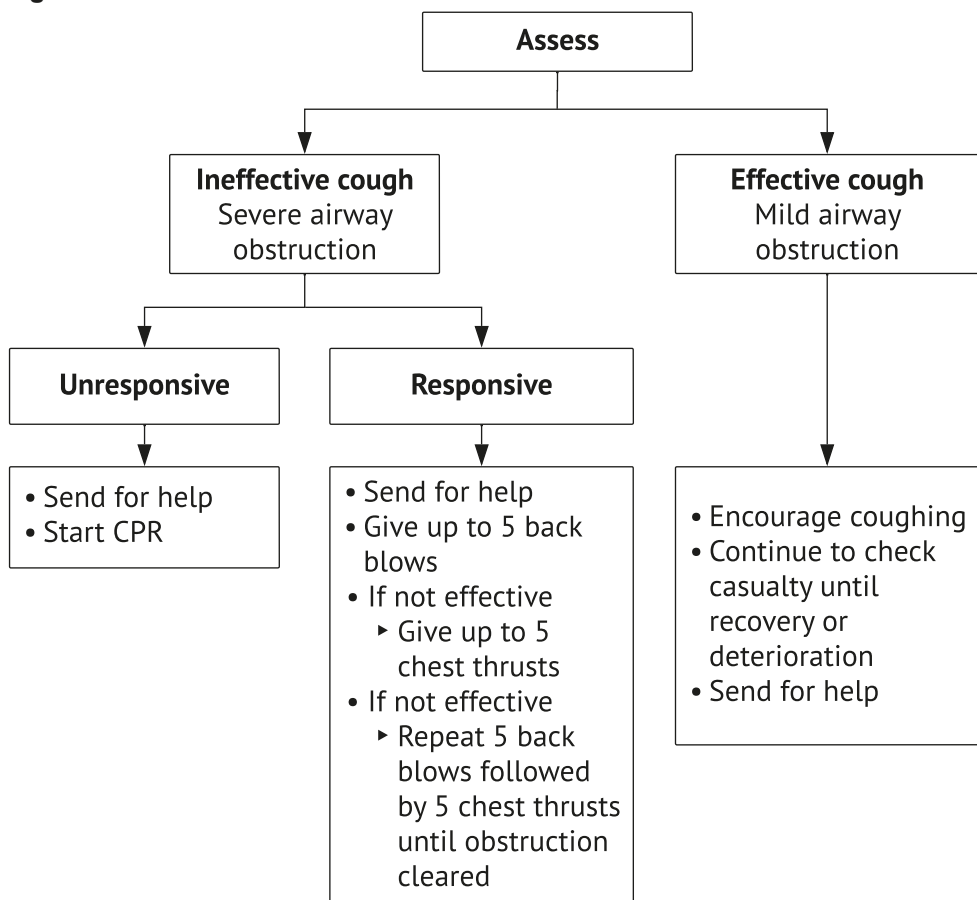 Assess
Ineffective cough
Severe airway
obstruction
Effective cough
Mild airway
obstruction
Unresponsive
Responsive
• Send for help
• Start CPR
• Send for help
• Give up to 5 back
blows
• If not effective
▸ Give up to 5
chest thrusts
• If not effective
▸ Repeat 5 back
blows followed
by 5 chest thrusts
until obstruction
cleared
• Encourage coughing
• Continue to check
casualty until
recovery or
deterioration
• Send for help